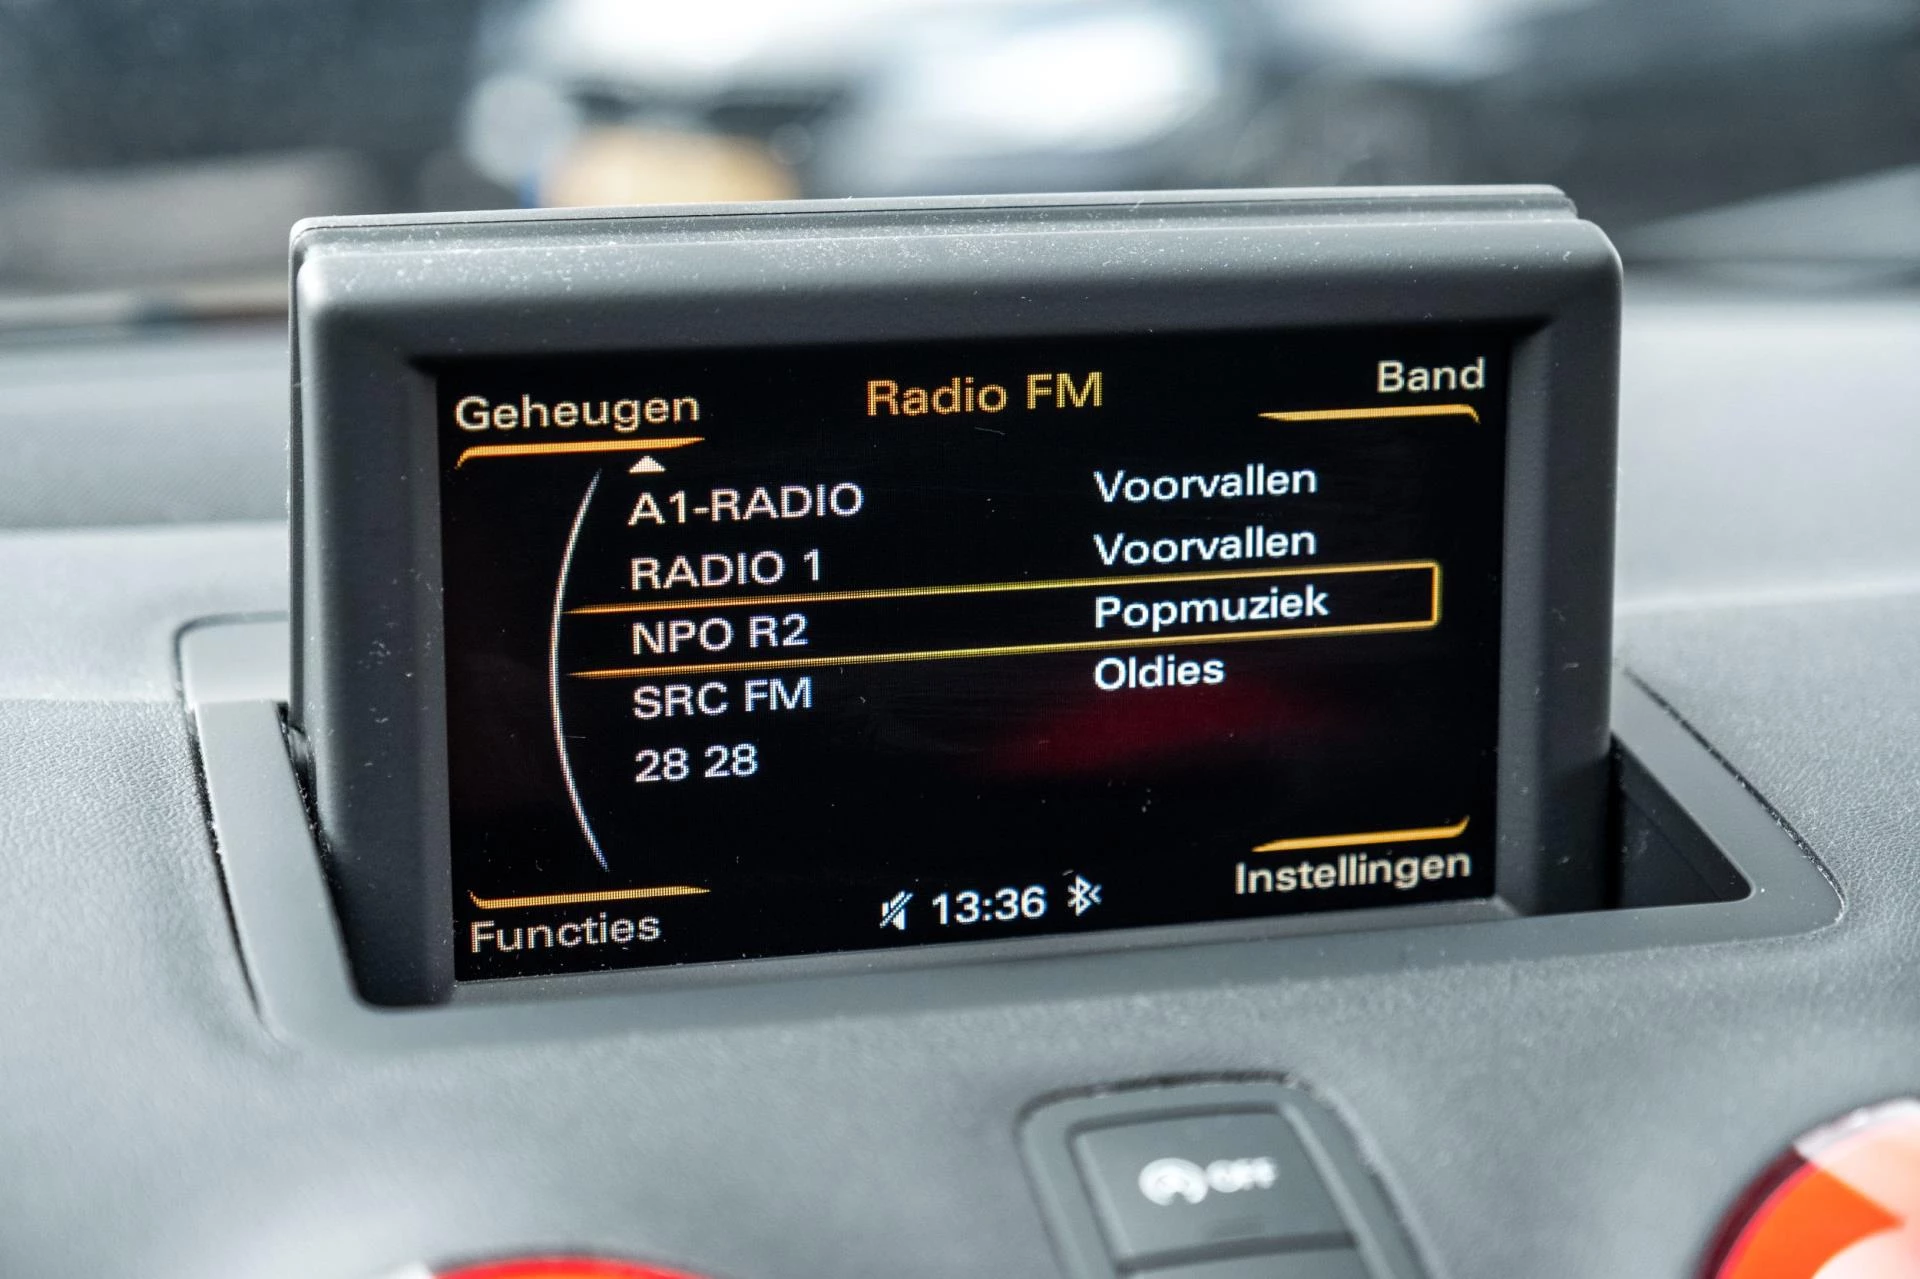 Geheugen Radio FM Band
A1-RADIO Voorvallen
RADIO 1 Voorvallen
NPO R2 Popmuziek
SRC FM Oldies
28 28
Functies 13:36 Instellingen
OFF